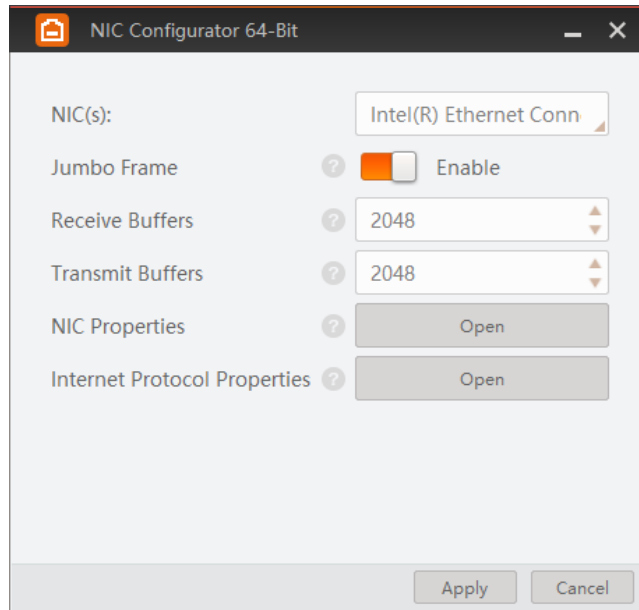 NIC Configurator 64-Bit
NIC(s):
Intel(R) Ethernet Conn
Jumbo Frame ? Enable
Receive Buffers ? 2048
Transmit Buffers ? 2048
NIC Properties ? Open
Internet Protocol Properties ? Open
Apply Cancel